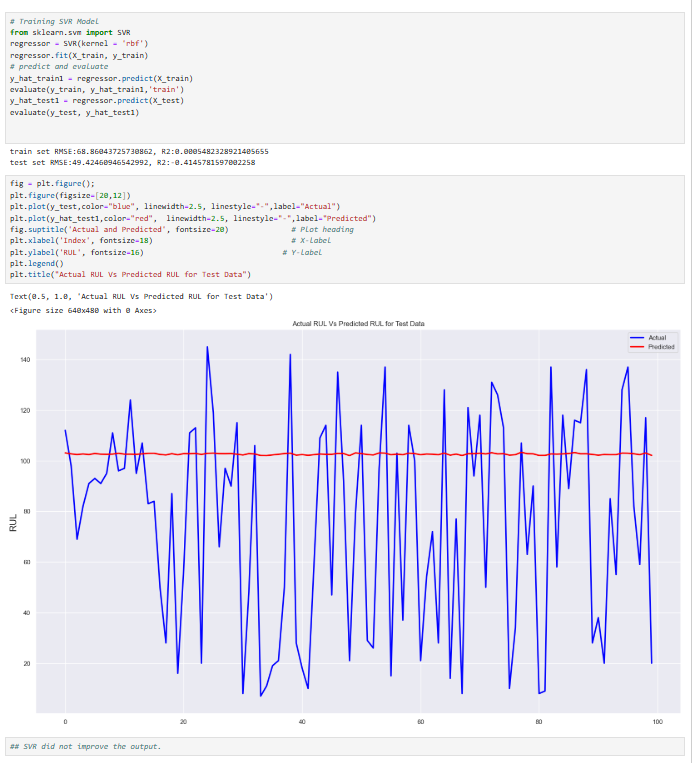 # Training SVR Model
from sklearn.svm import SVR
regressor = SVR(kernel = 'rbf')
regressor.fit(X_train, y_train)
# predict and evaluate
y_hat_train1 = regressor.predict(X_train)
evaluate(y_train, y_hat_train1,'train')
y_hat_test1 = regressor.predict(X_test)
evaluate(y_test, y_hat_test1)
train set RMSE:68.86043725730862, R2:0.0005482328921405655
test set RMSE:49.42460946542992, R2:-0.4145781597002258
fig = plt.figure();
plt.figure(figsize=[20,12])
plt.plot(y_test,color="blue", linewidth=2.5, linestyle="-",label="Actual")
plt.plot(y_hat_test1,color="red",  linewidth=2.5, linestyle="-",label="Predicted")
fig.suptitle('Actual and Predicted', fontsize=20)              # Plot heading
plt.xlabel('Index', fontsize=18)                               # X-label
plt.ylabel('RUL', fontsize=16)                               # Y-label
plt.legend()
plt.title("Actual RUL Vs Predicted RUL for Test Data")
Text(0.5, 1.0, 'Actual RUL Vs Predicted RUL for Test Data')
<Figure size 640x480 with 0 Axes>
Actual RUL Vs Predicted RUL for Test Data
Actual
Predicted
140
120
100
80
60
40
20
RUL
0 20 40 60 80 100
## SVR did not improve the output.